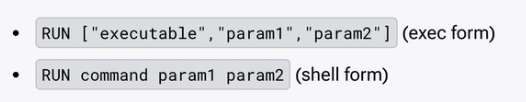 • RUN ["executable","param1","param2"] (exec form)
• RUN command param1 param2 (shell form)